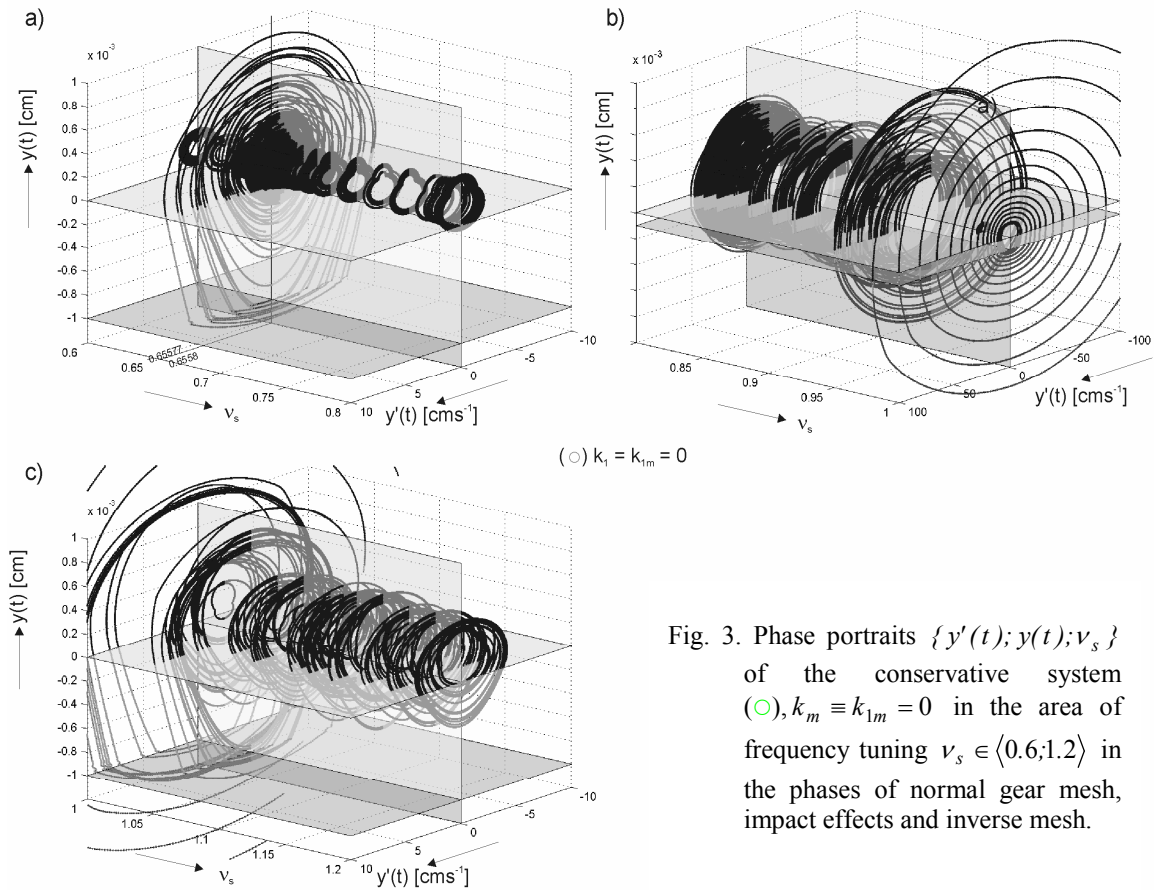 a)
x 10⁻³
y(t) [cm]
1
0.8
0.6
0.4
0.2
0
-0.2
-0.4
-0.6
-0.8
-1
0.6
0.65
0.65577
0.6558
0.7
0.75
0.8
νₛ
10
5
0
-5
-10
y'(t) [cms⁻¹]
b)
x 10⁻³
y(t) [cm]
a)
0.85
0.9
0.95
1
νₛ
100
50
0
-50
-100
y'(t) [cms⁻¹]
(○) k₁ = k₁ₘ = 0
c)
x 10⁻³
y(t) [cm]
1
0.8
0.6
0.4
0.2
0
-0.2
-0.4
-0.6
-0.8
-1
1
1.05
1.1
1.15
1.2
νₛ
10
5
0
-5
-10
y'(t) [cms⁻¹]
Fig. 3. Phase portraits { y'(t); y(t); νₛ }
of the conservative system
(○), kₘ ≡ k₁ₘ = 0 in the area of
frequency tuning νₛ ∈ ⟨0.6;1.2⟩ in
the phases of normal gear mesh,
impact effects and inverse mesh.